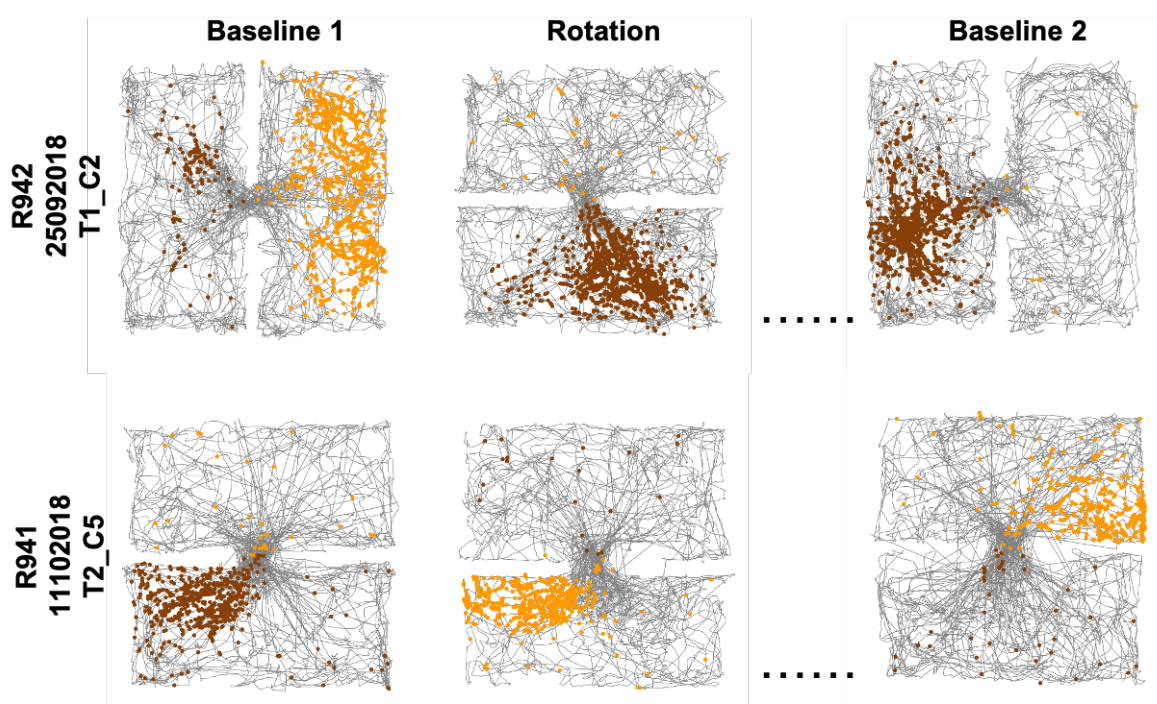 Baseline 1
Rotation
Baseline 2
R942
25092018
T1_C2
......
R941
11102018
T2_C5
......